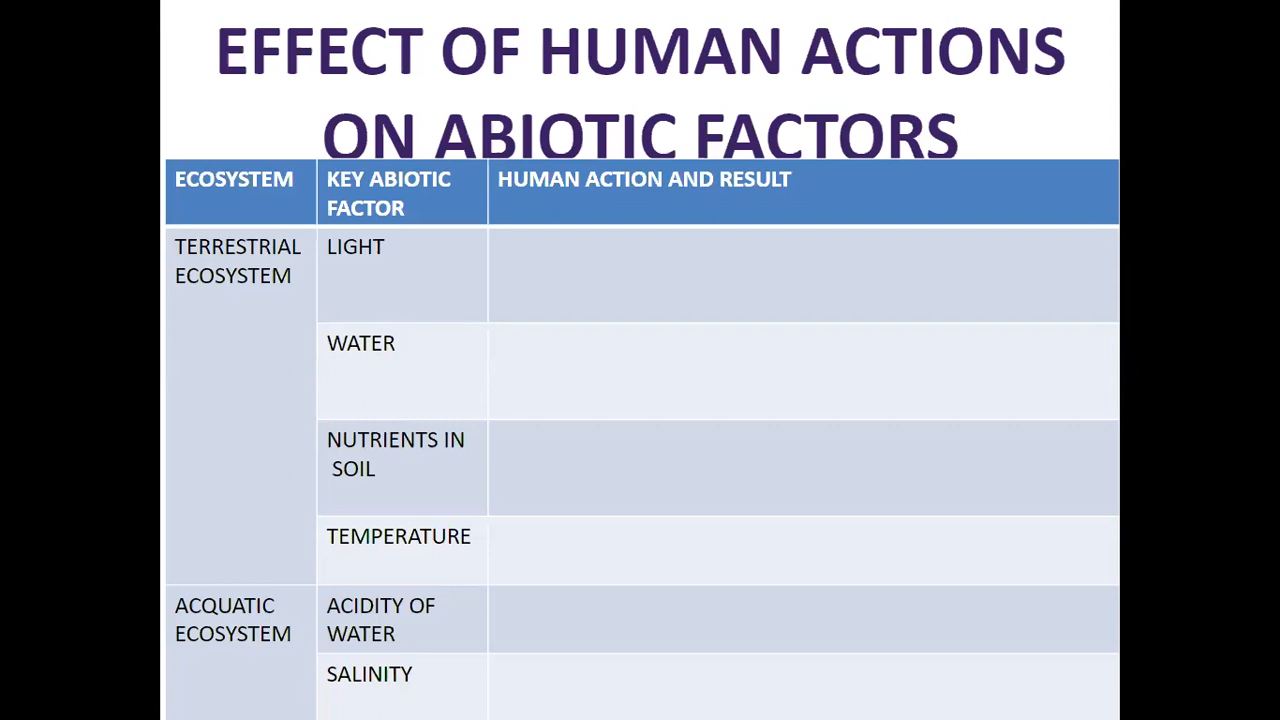 EFFECT OF HUMAN ACTIONS
ON ABIOTIC FACTORS
ECOSYSTEM
KEY ABIOTIC
FACTOR
HUMAN ACTION AND RESULT
TERRESTRIAL
ECOSYSTEM
LIGHT
WATER
NUTRIENTS IN
SOIL
TEMPERATURE
ACQUATIC
ECOSYSTEM
ACIDITY OF
WATER
SALINITY